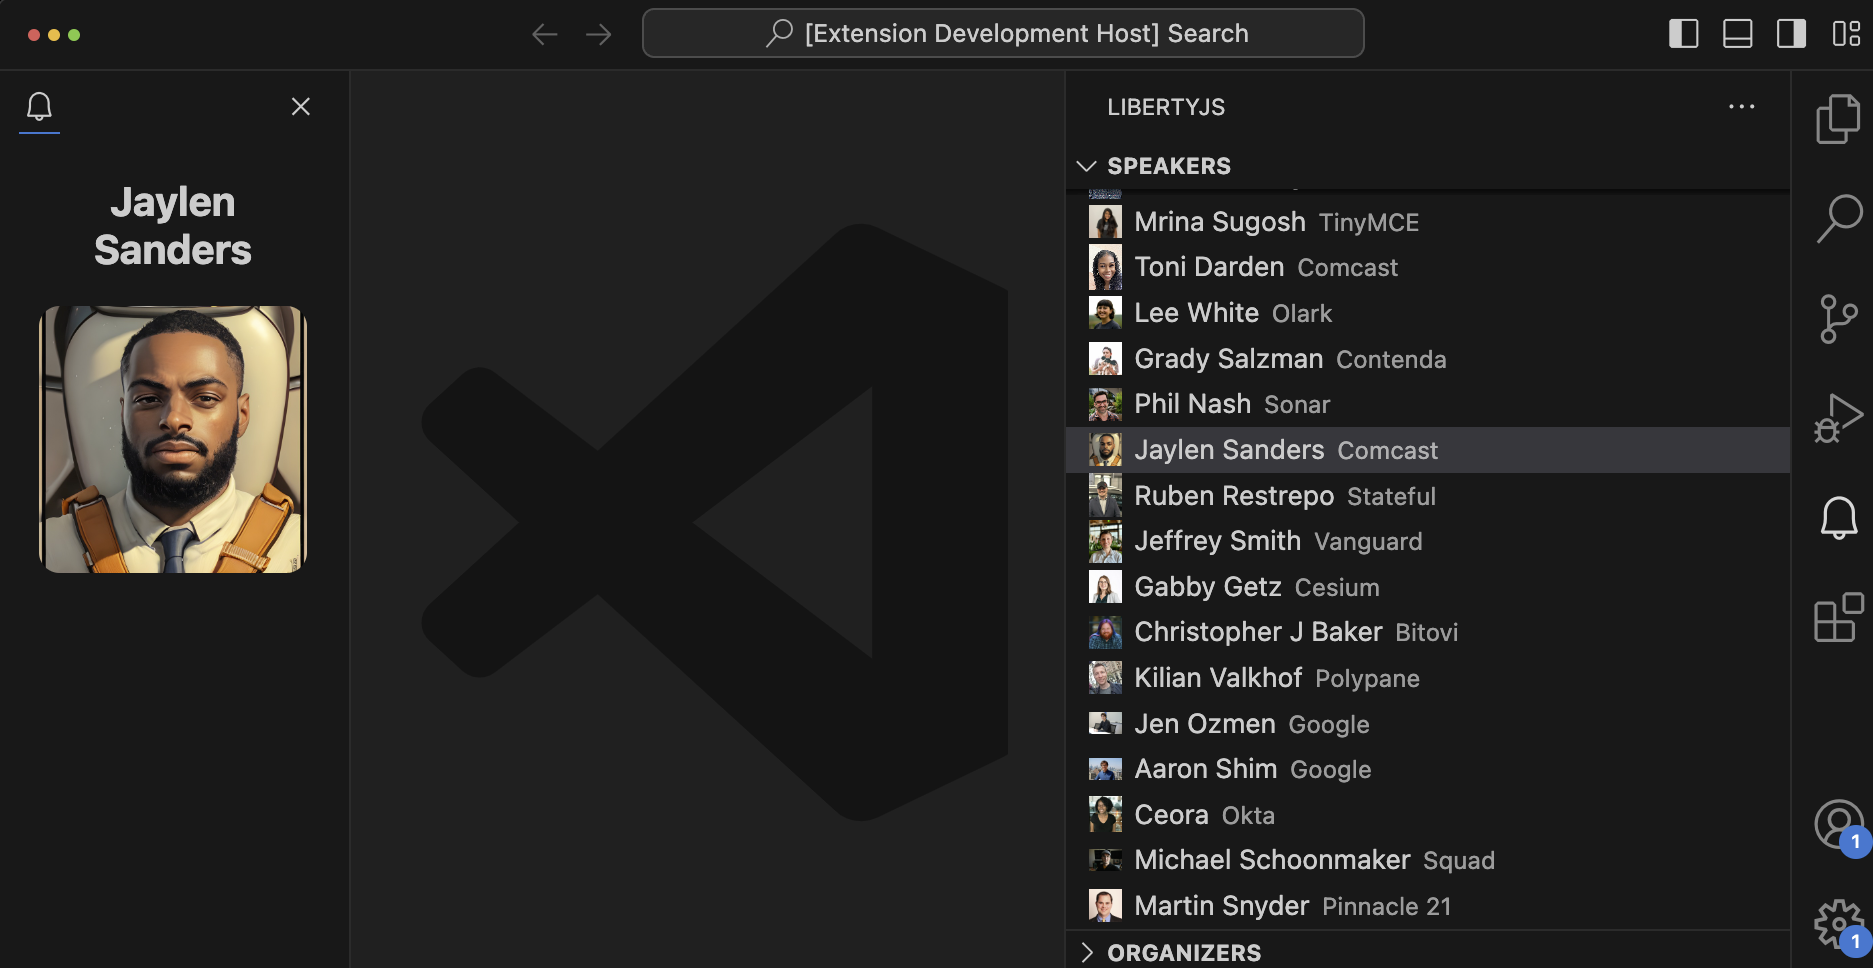 [Extension Development Host] Search
Jaylen
Sanders
LIBERTYJS
SPEAKERS
Mrina Sugosh TinyMCE
Toni Darden Comcast
Lee White Olark
Grady Salzman Contenda
Phil Nash Sonar
Jaylen Sanders Comcast
Ruben Restrepo Stateful
Jeffrey Smith Vanguard
Gabby Getz Cesium
Christopher J Baker Bitovi
Kilian Valkhof Polypane
Jen Ozmen Google
Aaron Shim Google
Ceora Okta
Michael Schoonmaker Squad
Martin Snyder Pinnacle 21
ORGANIZERS
1
1